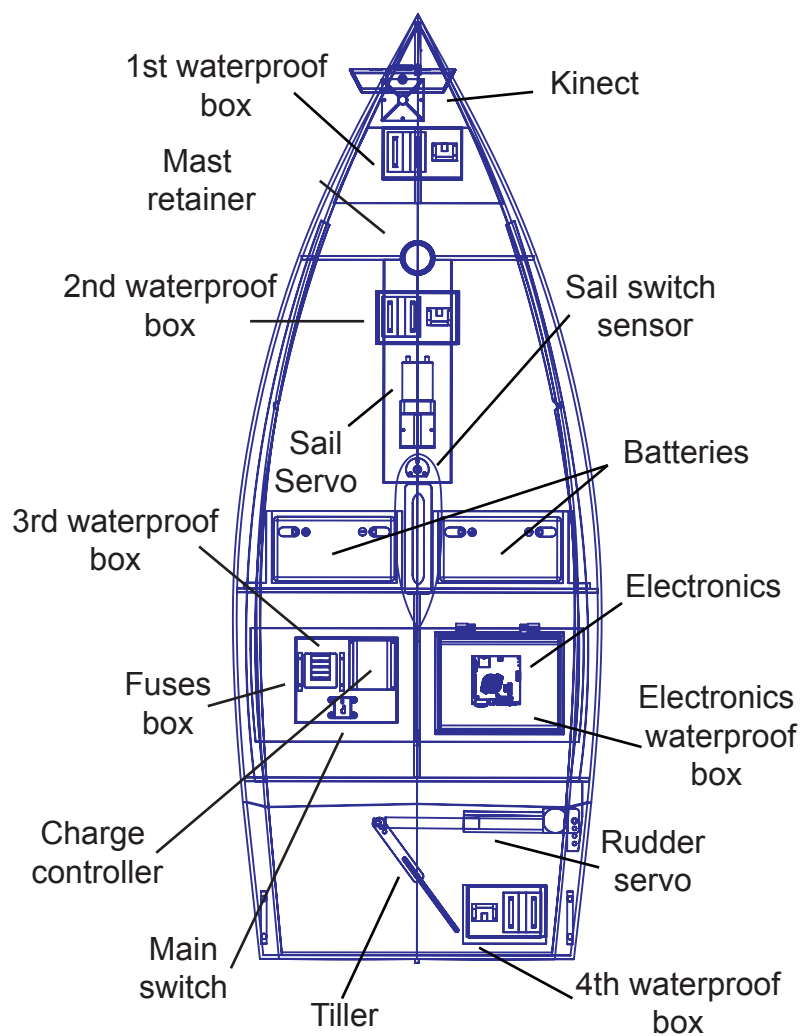 1st waterproof
box
Kinect
Mast
retainer
2nd waterproof
box
Sail switch
sensor
Sail
Servo
Batteries
3rd waterproof
box
Electronics
Fuses
box
Electronics
waterproof
box
Charge
controller
Rudder
servo
Main
switch
Tiller
4th waterproof
box